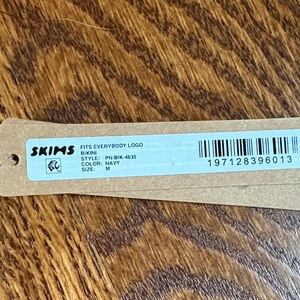 SKIMS
FITS EVERYBODY LOGO
BIKINI
STYLE: PN-BIK-4635
COLOR: NAVY
SIZE: M
197128396013